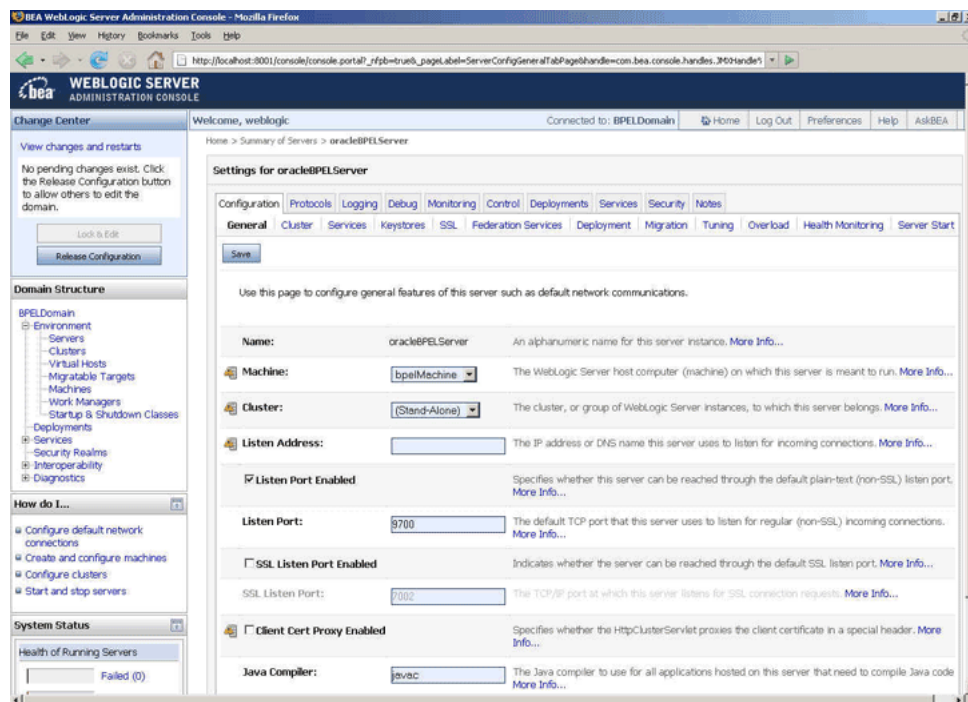 BEA WebLogic Server Administration Console - Mozilla Firefox
File Edit View History Bookmarks Tools Help
http://localhost:8001/console/console.portal?_nfpb=true&_pageLabel=ServerConfigGeneralTabPage&handle=com.bea.console.handles.JMXHandle
bea WEBLOGIC SERVER
ADMINISTRATION CONSOLE
Change Center
View changes and restarts
No pending changes exist. Click
the Release Configuration button
to allow others to edit the
domain.
Lock & Edit
Release Configuration
Domain Structure
BPELDomain
Environment
Servers
Clusters
Virtual Hosts
Migratable Targets
Machines
Work Managers
Startup & Shutdown Classes
Deployments
Services
Security Realms
Interoperability
Diagnostics
How do I...
Configure default network
connections
Create and configure machines
Configure clusters
Start and stop servers
System Status
Health of Running Servers
Failed (0)
Welcome, weblogic
Connected to: BPELDomain
Home Log Out Preferences Help AskBEA
Home > Summary of Servers > oracleBPELServer
Settings for oracleBPELServer
Configuration Protocols Logging Debug Monitoring Control Deployments Services Security Notes
General Cluster Services Keystores SSL Federation Services Deployment Migration Tuning Overload Health Monitoring Server Start
Save
Use this page to configure general features of this server such as default network communications.
Name: oracleBPELServer An alphanumeric name for this server instance. More Info...
Machine: bpelMachine The WebLogic Server host computer (machine) on which this server is meant to run. More Info...
Cluster: (Stand-Alone) The cluster, or group of WebLogic Server instances, to which this server belongs. More Info...
Listen Address: The IP address or DNS name this server uses to listen for incoming connections. More Info...
Listen Port Enabled Specifies whether this server can be reached through the default plain-text (non-SSL) listen port.
More Info...
Listen Port: 9700 The default TCP port that this server uses to listen for regular (non-SSL) incoming connections.
More Info...
SSL Listen Port Enabled Indicates whether the server can be reached through the default SSL listen port. More Info...
SSL Listen Port: 7002 The TCP/IP port at which this server listens for SSL connection requests. More Info...
Client Cert Proxy Enabled Specifies whether the HttpClusterServlet proxies the client certificate in a special header. More
Info...
Java Compiler: javac The Java compiler to use for all applications hosted on this server that need to compile Java code
More Info...